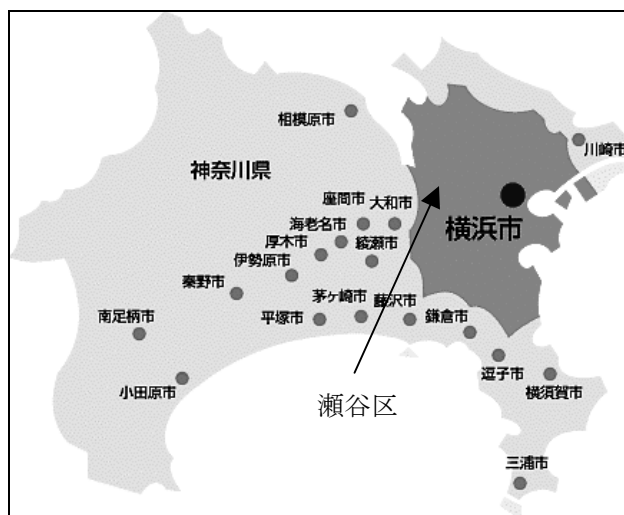 相模原市
川崎市
神奈川県
座間市
大和市
海老名市
横浜市
厚木市
綾瀬市
伊勢原市
秦野市
茅ヶ崎市
藤沢市
南足柄市
平塚市
鎌倉市
逗子市
横須賀市
小田原市
瀬谷区
三浦市